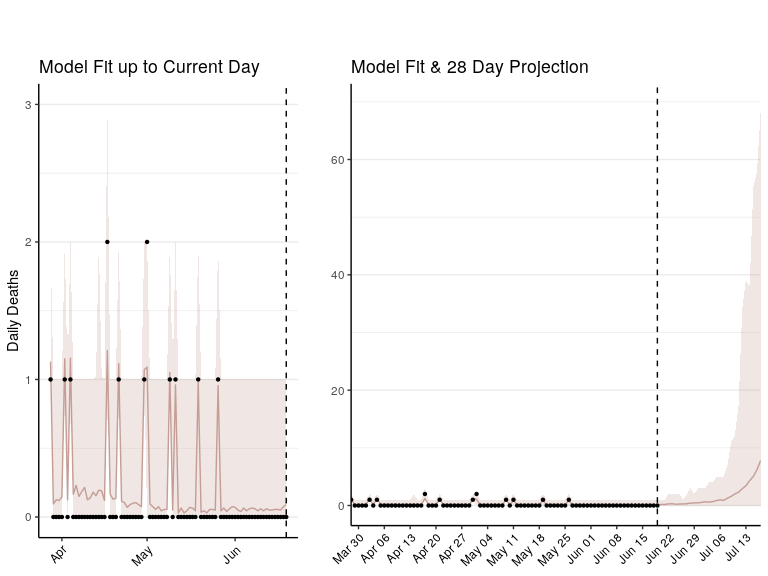 Model Fit up to Current Day
Daily Deaths
3
2
1
0
Apr
May
Jun
Model Fit & 28 Day Projection
60
40
20
0
Mar 30
Apr 06
Apr 13
Apr 20
Apr 27
May 04
May 11
May 18
May 25
Jun 01
Jun 08
Jun 15
Jun 22
Jun 29
Jul 06
Jul 13